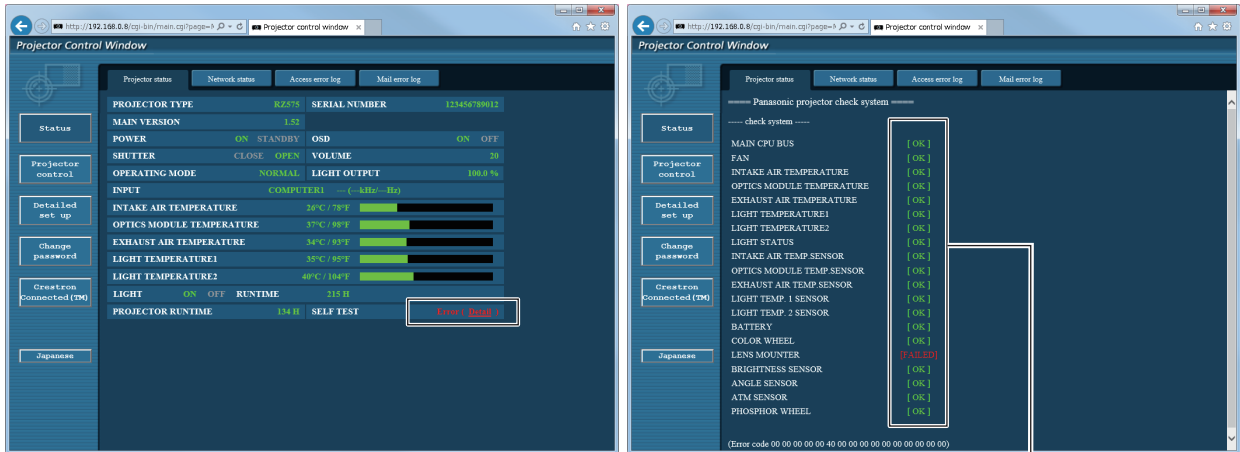 http://192.168.0.8/cgi-bin/main.cgi?page=
Projector control window
Projector Control Window
Projector status Network status Access error log Mail error log
PROJECTOR TYPE RZ575 SERIAL NUMBER 123456789012
MAIN VERSION 1.52
Status
POWER ON STANDBY OSD ON OFF
SHUTTER CLOSE OPEN VOLUME 20
Projector
control
OPERATING MODE NORMAL LIGHT OUTPUT 100.0 %
INPUT COMPUTER1 --- (---kHz/---Hz)
Detailed
set up
INTAKE AIR TEMPERATURE 26°C / 78°F
OPTICS MODULE TEMPERATURE 37°C / 98°F
Change
password
EXHAUST AIR TEMPERATURE 34°C / 93°F
LIGHT TEMPERATURE1 35°C / 95°F
LIGHT TEMPERATURE2 40°C / 104°F
Crestron
Connected(TM)
LIGHT ON OFF RUNTIME 215 H
PROJECTOR RUNTIME 134 H SELF TEST Error
Japanese
http://192.168.0.8/cgi-bin/main.cgi?page=
Projector control window
Projector Control Window
Projector status Network status Access error log Mail error log
==== Panasonic projector check system ====
----- check system -----
Status
Projector
control
Detailed
set up
Change
password
Crestron
Connected(TM)
Japanese
MAIN CPU BUS [ OK ]
FAN [ OK ]
INTAKE AIR TEMPERATURE [ OK ]
OPTICS MODULE TEMPERATURE [ OK ]
EXHAUST AIR TEMPERATURE [ OK ]
LIGHT TEMPERATURE1 [ OK ]
LIGHT TEMPERATURE2 [ OK ]
LIGHT STATUS [ OK ]
INTAKE AIR TEMP.SENSOR [ OK ]
OPTICS MODULE TEMP.SENSOR [ OK ]
EXHAUST AIR TEMP.SENSOR [ OK ]
LIGHT TEMP. 1 SENSOR [ OK ]
LIGHT TEMP. 2 SENSOR [ OK ]
BATTERY [ OK ]
COLOR WHEEL [ OK ]
LENS MOUNTER [FAILED]
BRIGHTNESS SENSOR [ OK ]
ANGLE SENSOR [ OK ]
ATM SENSOR [ OK ]
PHOSPHOR WHEEL [ OK ]
(Error code 00 00 00 00 00 40 00 00 00 00 00 00 00 00 00 00)